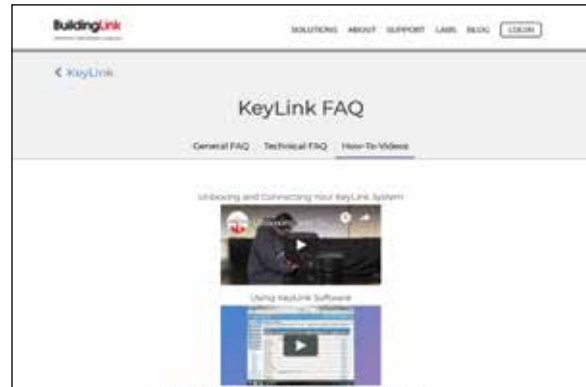 BuildingLink
SOLUTIONS ABOUT SUPPORT LABS BLOG LOGIN
KeyLink
KeyLink FAQ
General FAQ Technical FAQ How-To-Videos
Unboxing and Connecting Your KeyLink System
Unboxing
Using KeyLink Software